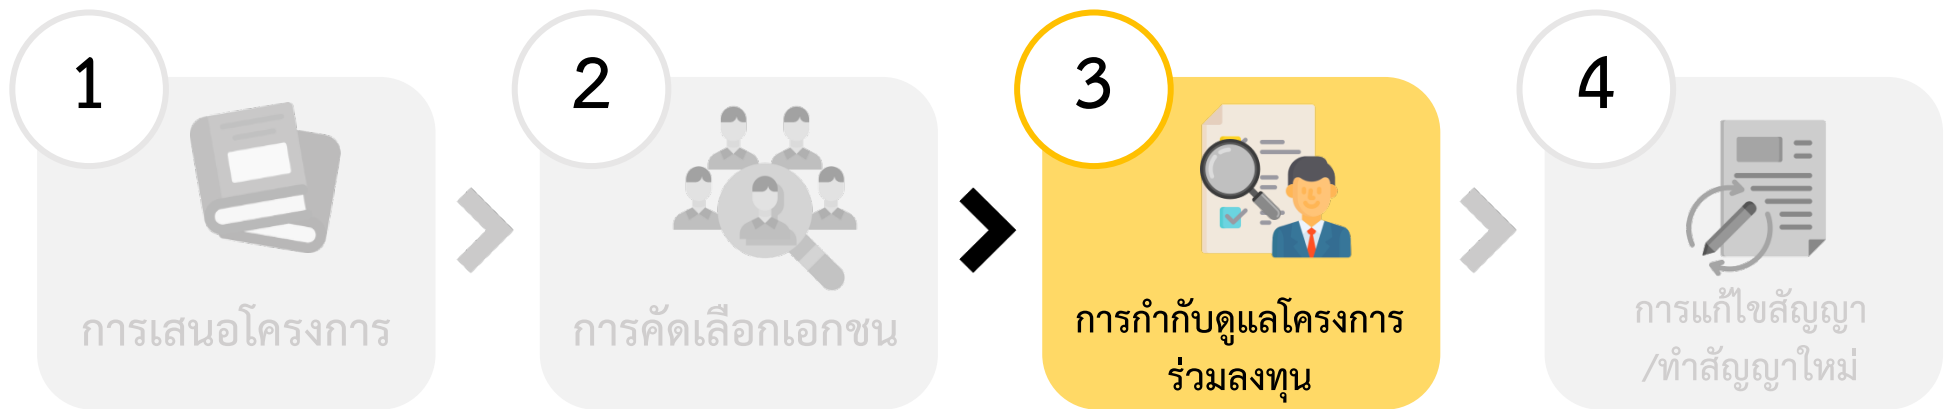 1
การเสนอโครงการ
2
การคัดเลือกเอกชน
3
การกำกับดูแลโครงการ
ร่วมลงทุน
4
การแก้ไขสัญญา
/ทำสัญญาใหม่